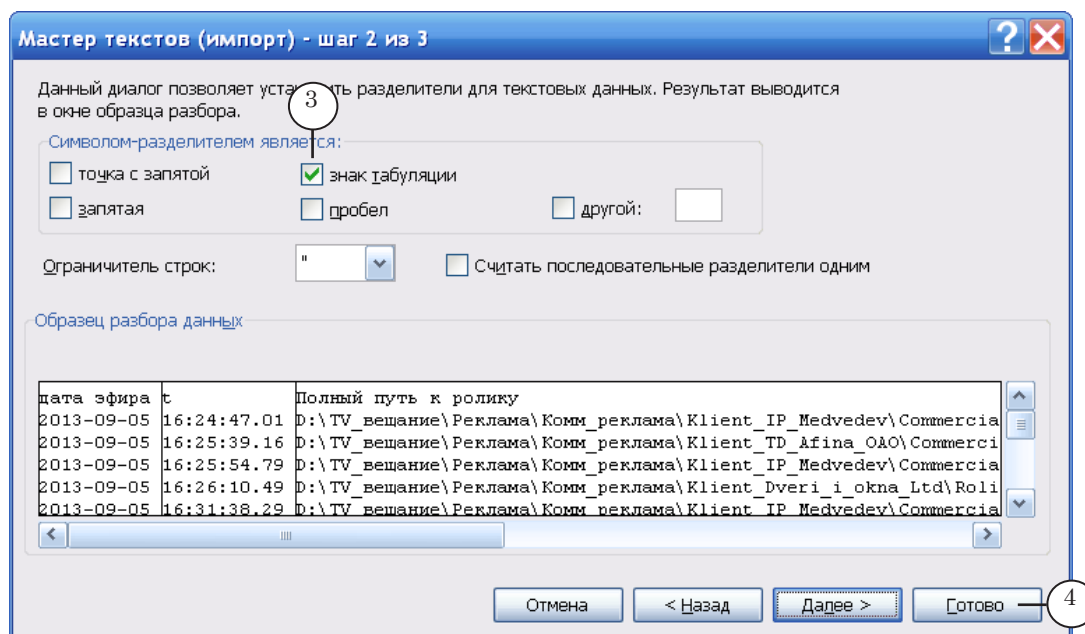 Мастер текстов (импорт) - шаг 2 из 3
Данный диалог позволяет уста ить разделители для текстовых данных. Результат выводится
в окне образца разбора.
3
Символом-разделителем является:
точка с запятой
знак табуляции
запятая
пробел
другой:
Ограничитель строк:
"
Считать последовательные разделители одним
Образец разбора данных
дата эфира t Полный путь к ролику
2013-09-05 16:24:47.01 D:\TV_вещание\Реклама\Комм_реклама\Klient_IP_Medvedev\Commercia
2013-09-05 16:25:39.16 D:\TV_вещание\Реклама\Комм_реклама\Klient_TD_Afina_OAO\Commerci
2013-09-05 16:25:54.79 D:\TV_вещание\Реклама\Комм_реклама\Klient_IP_Medvedev\Commercia
2013-09-05 16:26:10.49 D:\TV_вещание\Реклама\Комм_реклама\Klient_Dveri_i_okna_Ltd\Roli
2013-09-05 16:31:38.29 D:\TV_вещание\Реклама\Комм_реклама\Klient_IP_Medvedev\Commercia
Отмена
< Назад
Далее >
Готово
4